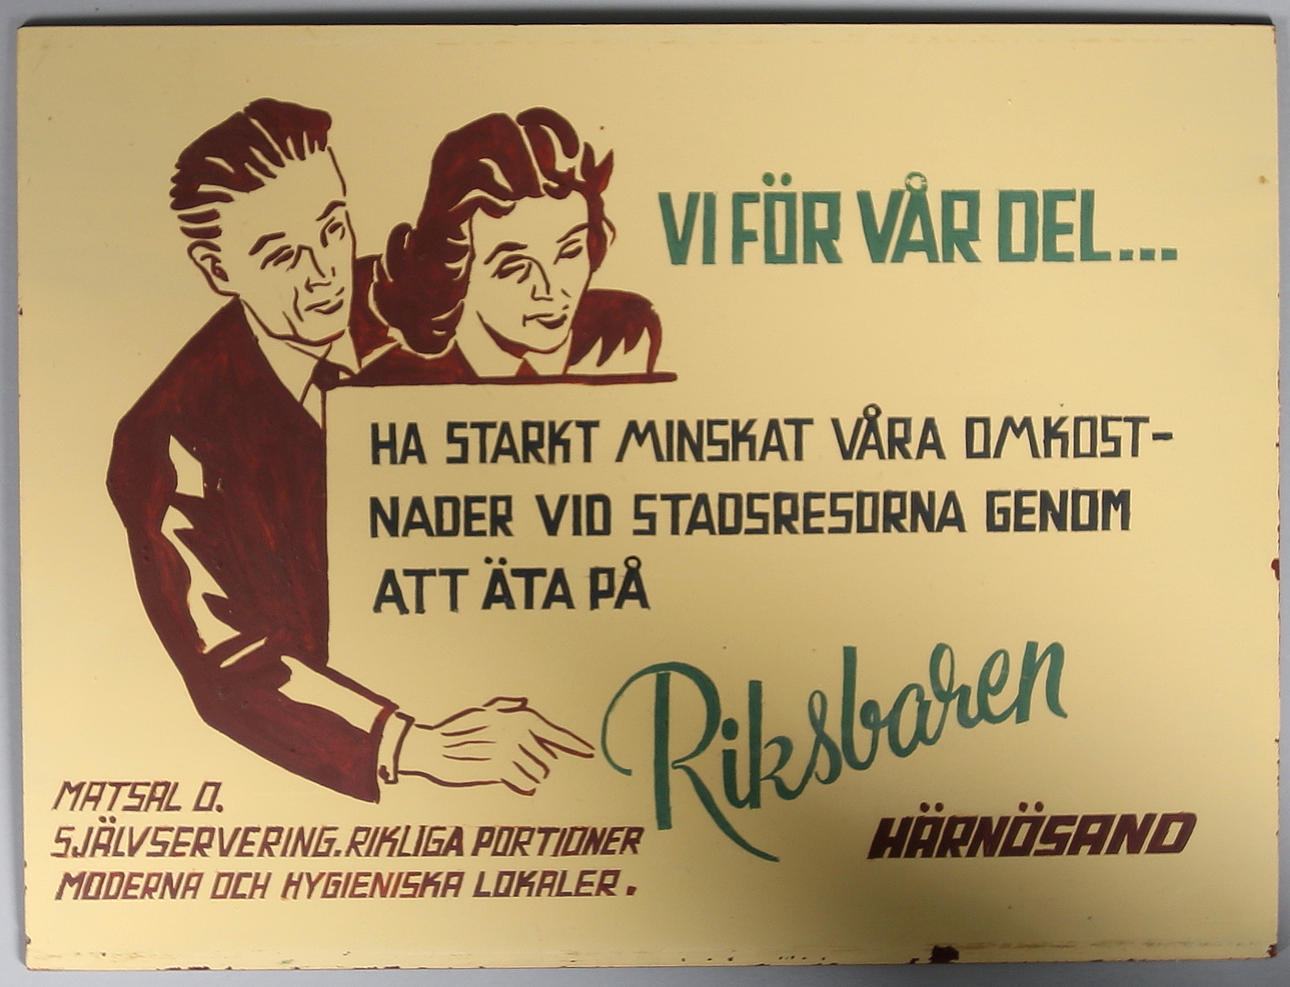 VI FÖR VÅR DEL...
HA STARKT MINSKAT VÅRA OMKOST-
NADER VID STADSRESORNA GENOM
ATT ÄTA PÅ
Riksbaren
HÄRNÖSAND
MATSAL O.
SJÄLVSERVERING. RIKLIGA PORTIONER
MODERNA OCH HYGIENISKA LOKALER.